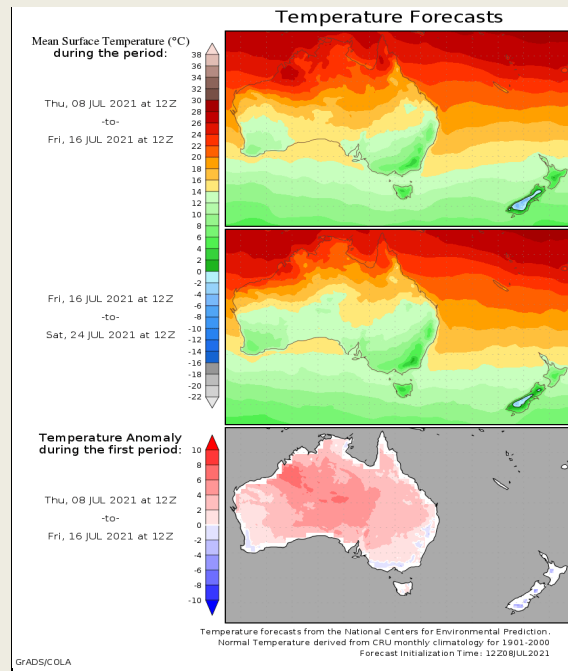 Temperature Forecasts
Mean Surface Temperature (°C)
during the period:
38
36
34
32
30
28
26
24
22
20
18
16
14
12
10
8
6
4
2
0
-2
-4
-6
-8
-10
-12
-14
-16
-18
-20
-22
Thu, 08 JUL 2021 at 12Z
-to-
Fri, 16 JUL 2021 at 12Z
Fri, 16 JUL 2021 at 12Z
-to-
Sat, 24 JUL 2021 at 12Z
Temperature Anomaly
during the first period:
10
8
6
4
2
0
-2
-4
-6
-8
-10
Thu, 08 JUL 2021 at 12Z
-to-
Fri, 16 JUL 2021 at 12Z
Temperature forecasts from the National Centers for Environmental Prediction.
Normal Temperature derived from CRU monthly climatology for 1901-2000
Forecast Initialization Time: 12Z08JUL2021
GrADS/COLA